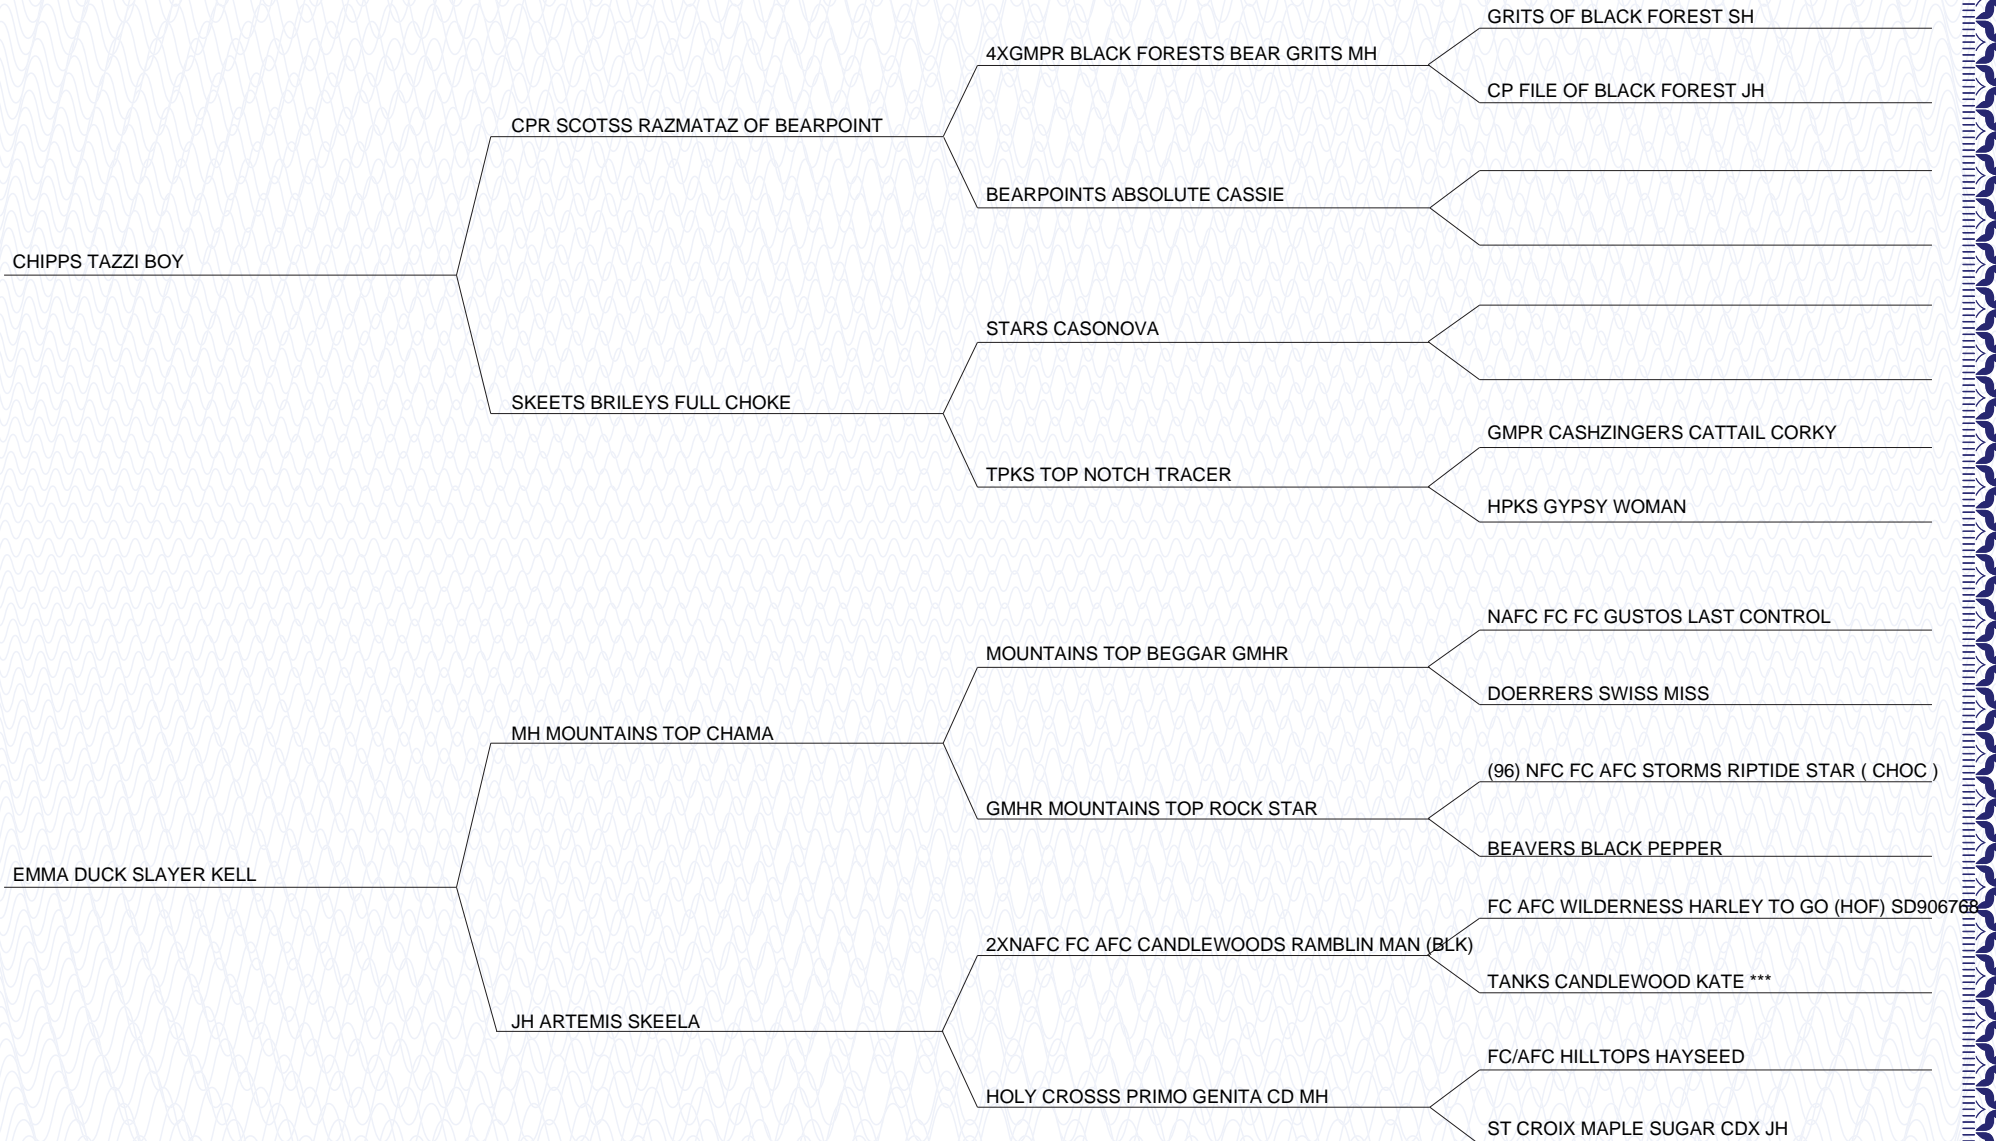 GRITS OF BLACK FOREST SH
4XGMPR BLACK FORESTS BEAR GRITS MH
CP FILE OF BLACK FOREST JH
CPR SCOTSS RAZMATAZ OF BEARPOINT
BEARPOINTS ABSOLUTE CASSIE
CHIPPS TAZZI BOY
STARS CASONOVA
SKEETS BRILEYS FULL CHOKE
GMPR CASHZINGERS CATTAIL CORKY
TPKS TOP NOTCH TRACER
HPKS GYPSY WOMAN
NAFC FC FC GUSTOS LAST CONTROL
MOUNTAINS TOP BEGGAR GMHR
DOERRERS SWISS MISS
MH MOUNTAINS TOP CHAMA
(96) NFC FC AFC STORMS RIPTIDE STAR ( CHOC )
GMHR MOUNTAINS TOP ROCK STAR
BEAVERS BLACK PEPPER
EMMA DUCK SLAYER KELL
FC AFC WILDERNESS HARLEY TO GO (HOF) SD906768
2XNAFC FC AFC CANDLEWOODS RAMBLIN MAN (BLK)
TANKS CANDLEWOOD KATE ***
JH ARTEMIS SKEELA
FC/AFC HILLTOPS HAYSEED
HOLY CROSSS PRIMO GENITA CD MH
ST CROIX MAPLE SUGAR CDX JH